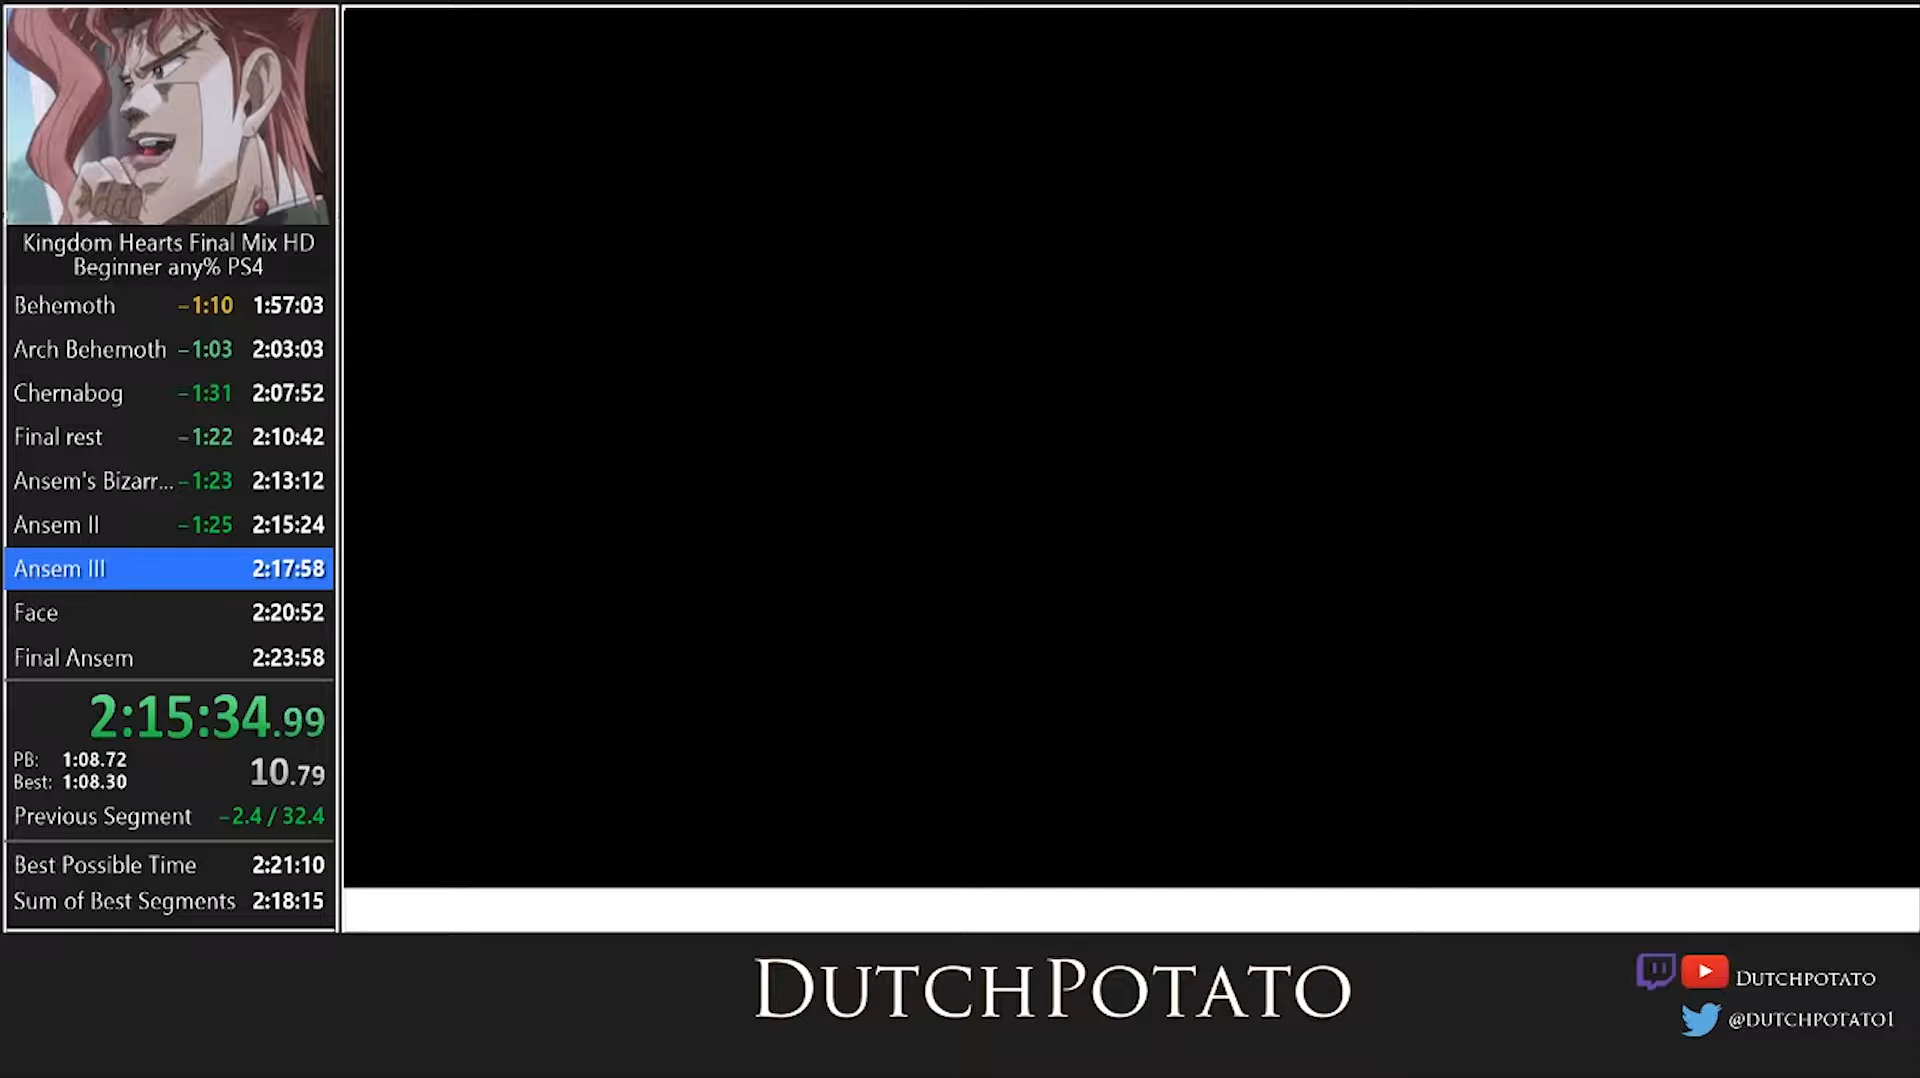 Kingdom Hearts Final Mix HD
Beginner any% PS4
Behemoth −1:10 1:57:03
Arch Behemoth −1:03 2:03:03
Chernabog −1:31 2:07:52
Final rest −1:22 2:10:42
Ansem's Bizarr... −1:23 2:13:12
Ansem II −1:25 2:15:24
Ansem III 2:17:58
Face 2:20:52
Final Ansem 2:23:58
2:15:34.99
PB: 1:08.72
Best: 1:08.30
10.79
Previous Segment −2.4 / 32.4
Best Possible Time 2:21:10
Sum of Best Segments 2:18:15
DUTCHPOTATO
DUTCHPOTATO
@DUTCHPOTATO1